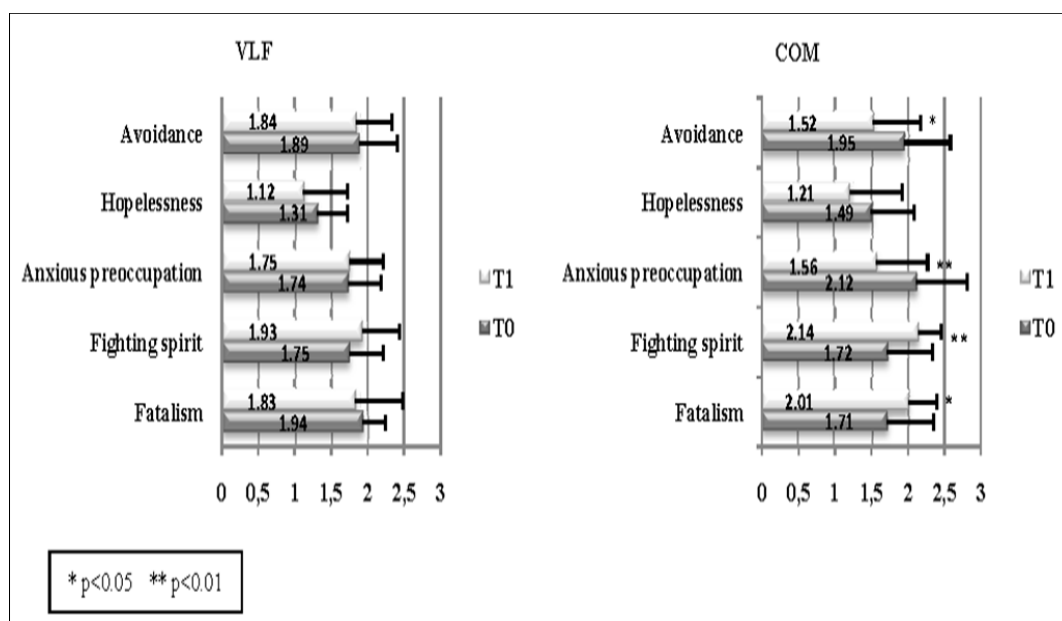 VLF
Avoidance
1.84
1.89
Hopelessness
1.12
1.31
Anxious preoccupation
1.75
1.74
Fighting spirit
1.93
1.75
Fatalism
1.83
1.94
0 0,5 1 1,5 2 2,5 3
T1
T0
COM
Avoidance
1.52 *
1.95
Hopelessness
1.21
1.49
Anxious preoccupation
1.56 **
2.12
Fighting spirit
2.14 **
1.72
Fatalism
2.01 *
1.71
0 0,5 1 1,5 2 2,5 3
T1
T0
* p<0.05 ** p<0.01